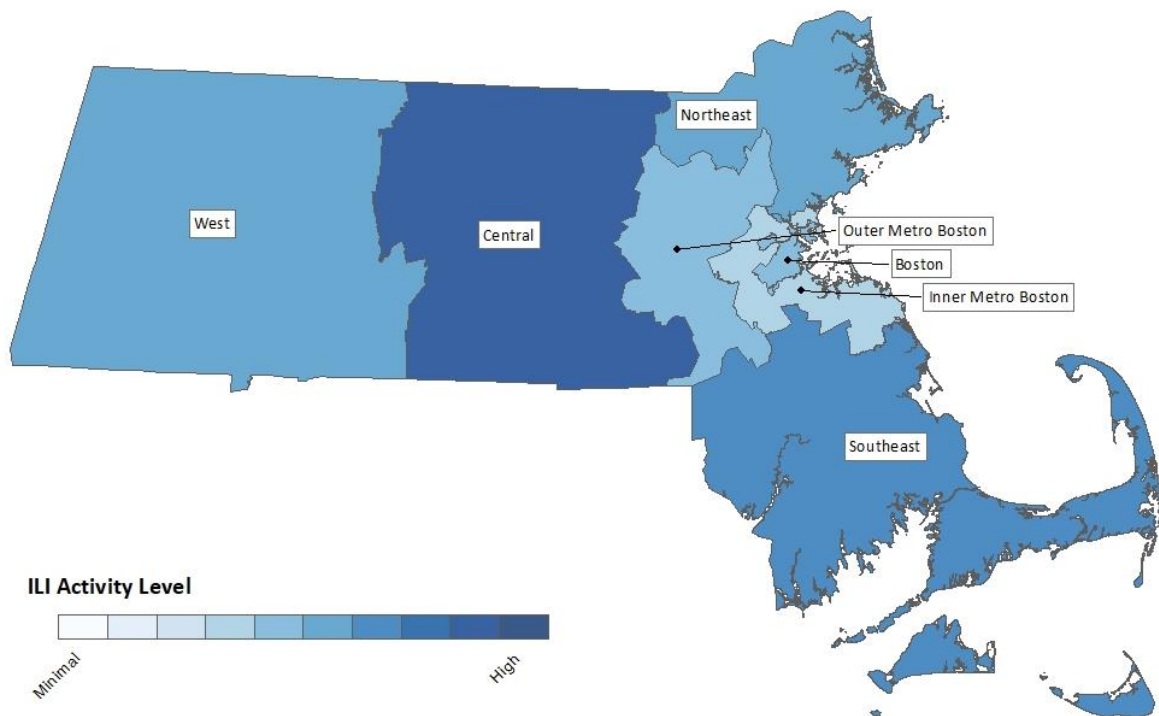 Northeast
West
Central
Outer Metro Boston
Boston
Inner Metro Boston
Southeast
ILI Activity Level
Minimal
High